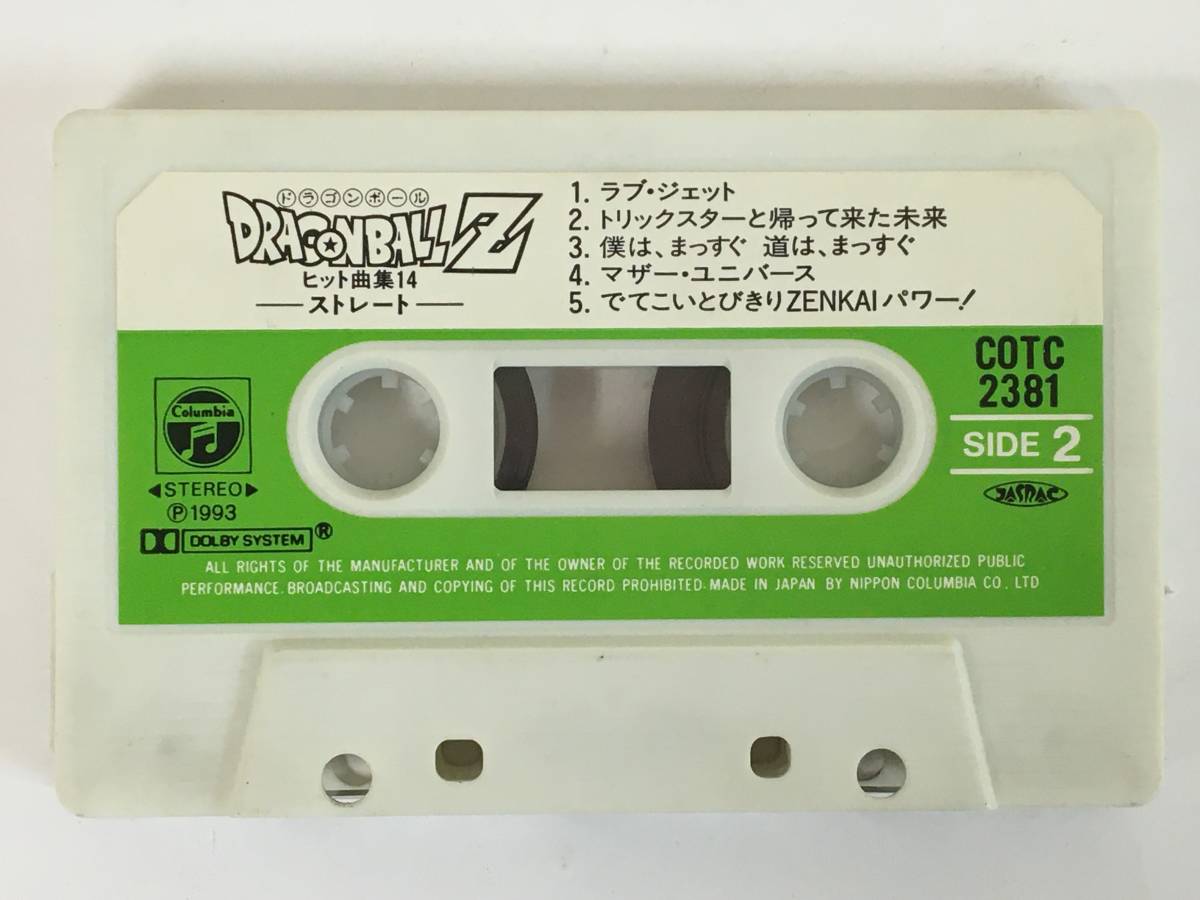 ドラゴンボール
DRAGONBALL Z
ヒット曲集14
ストレート
1. ラブ・ジェット
2. トリックスターと帰って来た未来
3. 僕は、まっすぐ 道は、まっすぐ
4. マザー・ユニバース
5. でてこいとびきりZENKAIパワー!
COTC
2381
SIDE 2
JASRAC
Columbia
◀STEREO▶
Ⓟ1993
DOLBY SYSTEM ®
ALL RIGHTS OF THE MANUFACTURER AND OF THE OWNER OF THE RECORDED WORK RESERVED UNAUTHORIZED PUBLIC
PERFORMANCE. BROADCASTING AND COPYING OF THIS RECORD PROHIBITED. MADE IN JAPAN BY NIPPON COLUMBIA CO., LTD